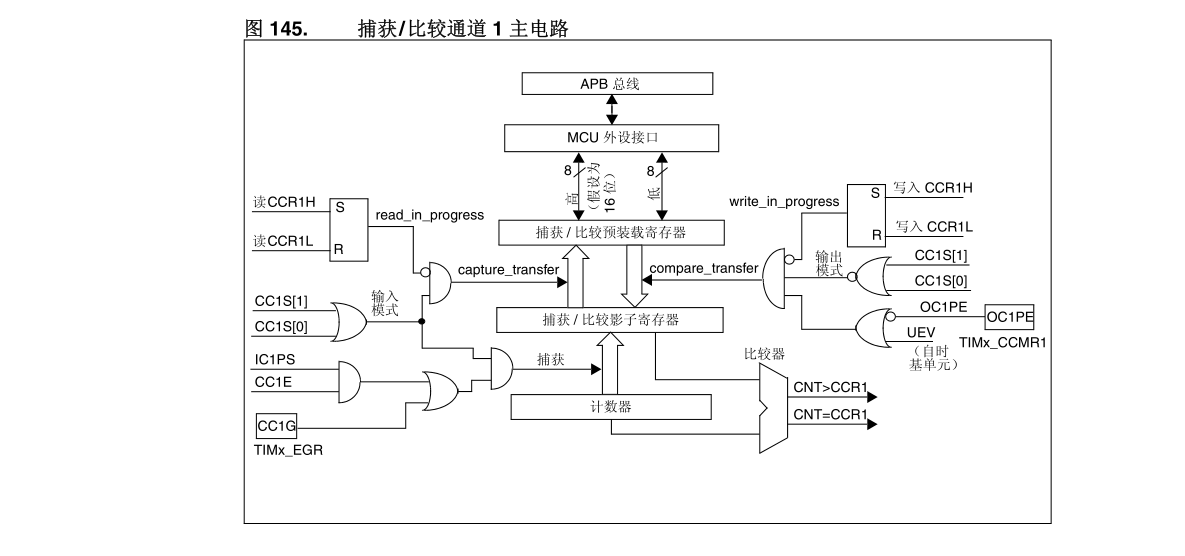 图 145. 捕获/比较通道 1 主电路
APB 总线
MCU 外设接口
8
高
（假设为
16 位）
8
低
读CCR1H
S
读CCR1L
R
read_in_progress
write_in_progress
S
写入 CCR1H
R
写入 CCR1L
捕获 / 比较预装载寄存器
capture_transfer
compare_transfer
输出
模式
CC1S[1]
CC1S[0]
CC1S[1]
CC1S[0]
输入
模式
捕获 / 比较影子寄存器
OC1PE
OC1PE
UEV
TIMx_CCMR1
（自时
基单元）
IC1PS
CC1E
捕获
比较器
CNT>CCR1
CNT=CCR1
计数器
CC1G
TIMx_EGR